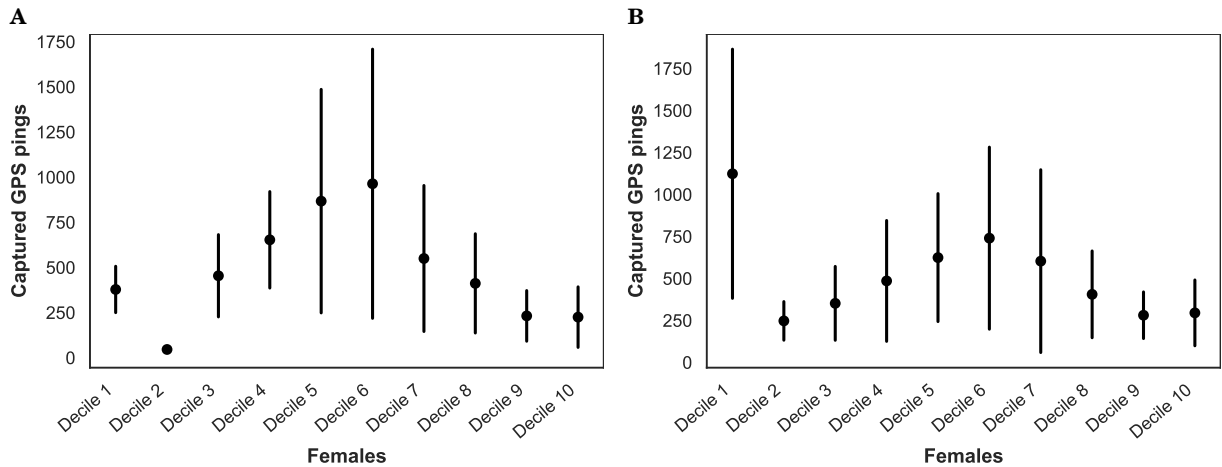 A
Captured GPS pings
1750
1500
1250
1000
750
500
250
0
Decile 1
Decile 2
Decile 3
Decile 4
Decile 5
Decile 6
Decile 7
Decile 8
Decile 9
Decile 10
Females
B
Captured GPS pings
1750
1500
1250
1000
750
500
250
0
Decile 1
Decile 2
Decile 3
Decile 4
Decile 5
Decile 6
Decile 7
Decile 8
Decile 9
Decile 10
Females